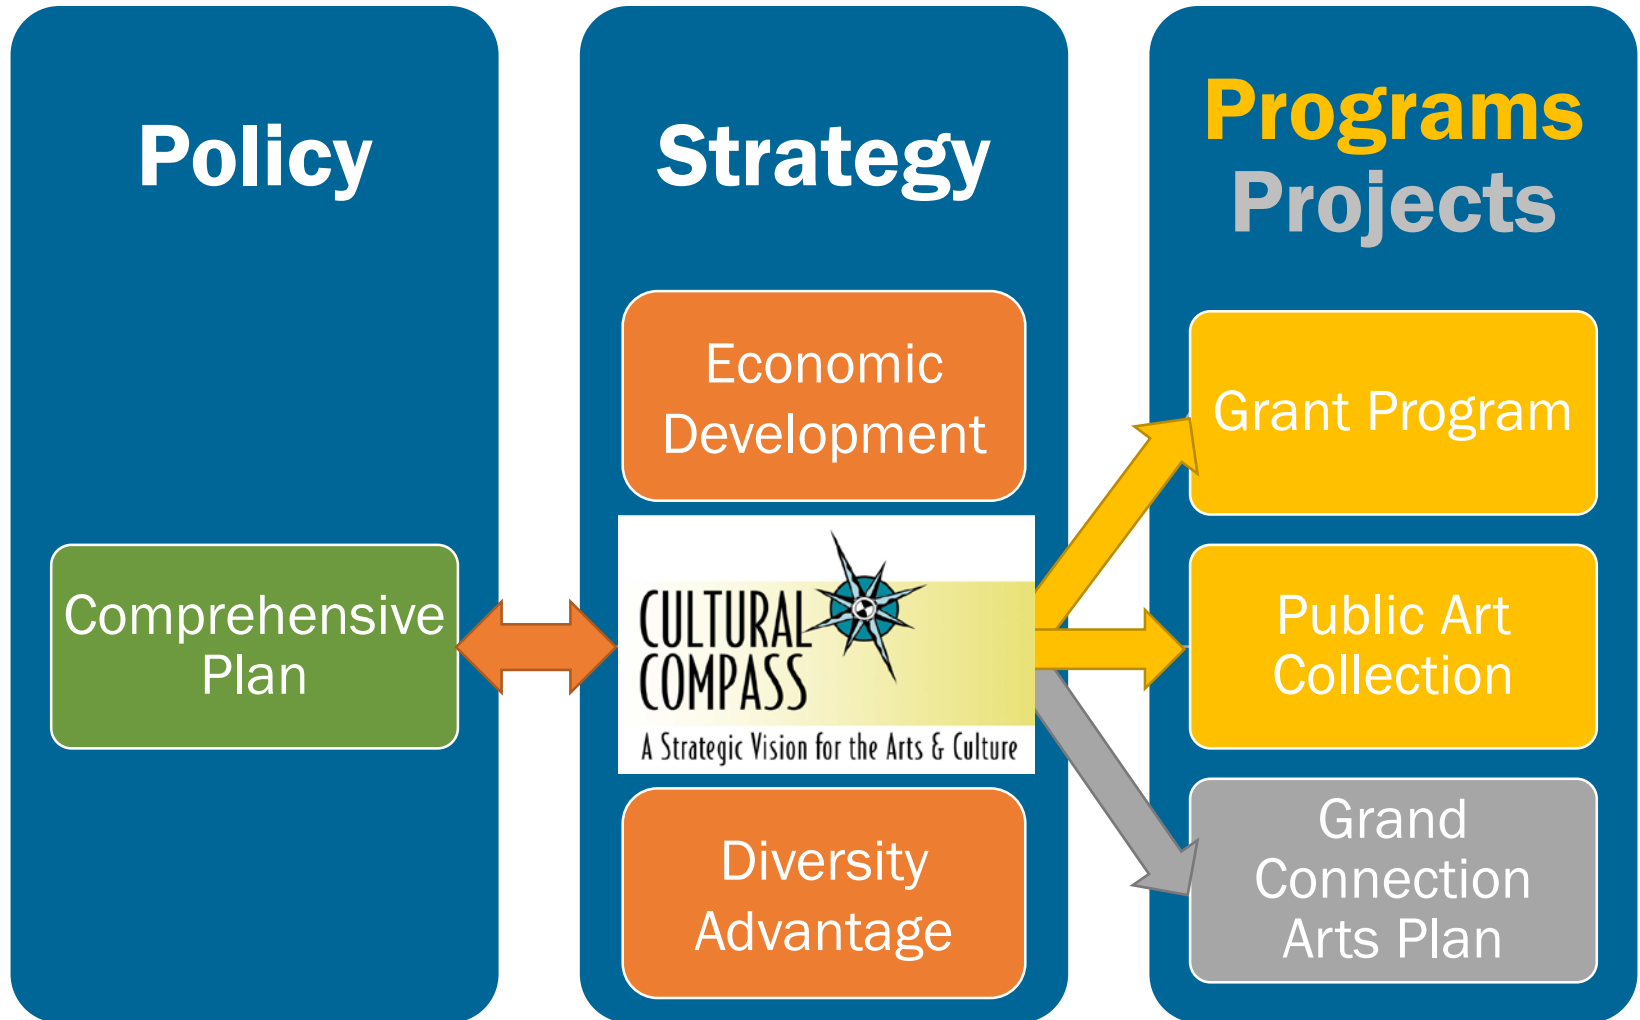 Policy
Comprehensive
Plan
Strategy
Economic
Development
CULTURAL
COMPASS
A Strategic Vision for the Arts & Culture
Diversity
Advantage
Programs
Projects
Grant Program
Public Art
Collection
Grand
Connection
Arts Plan